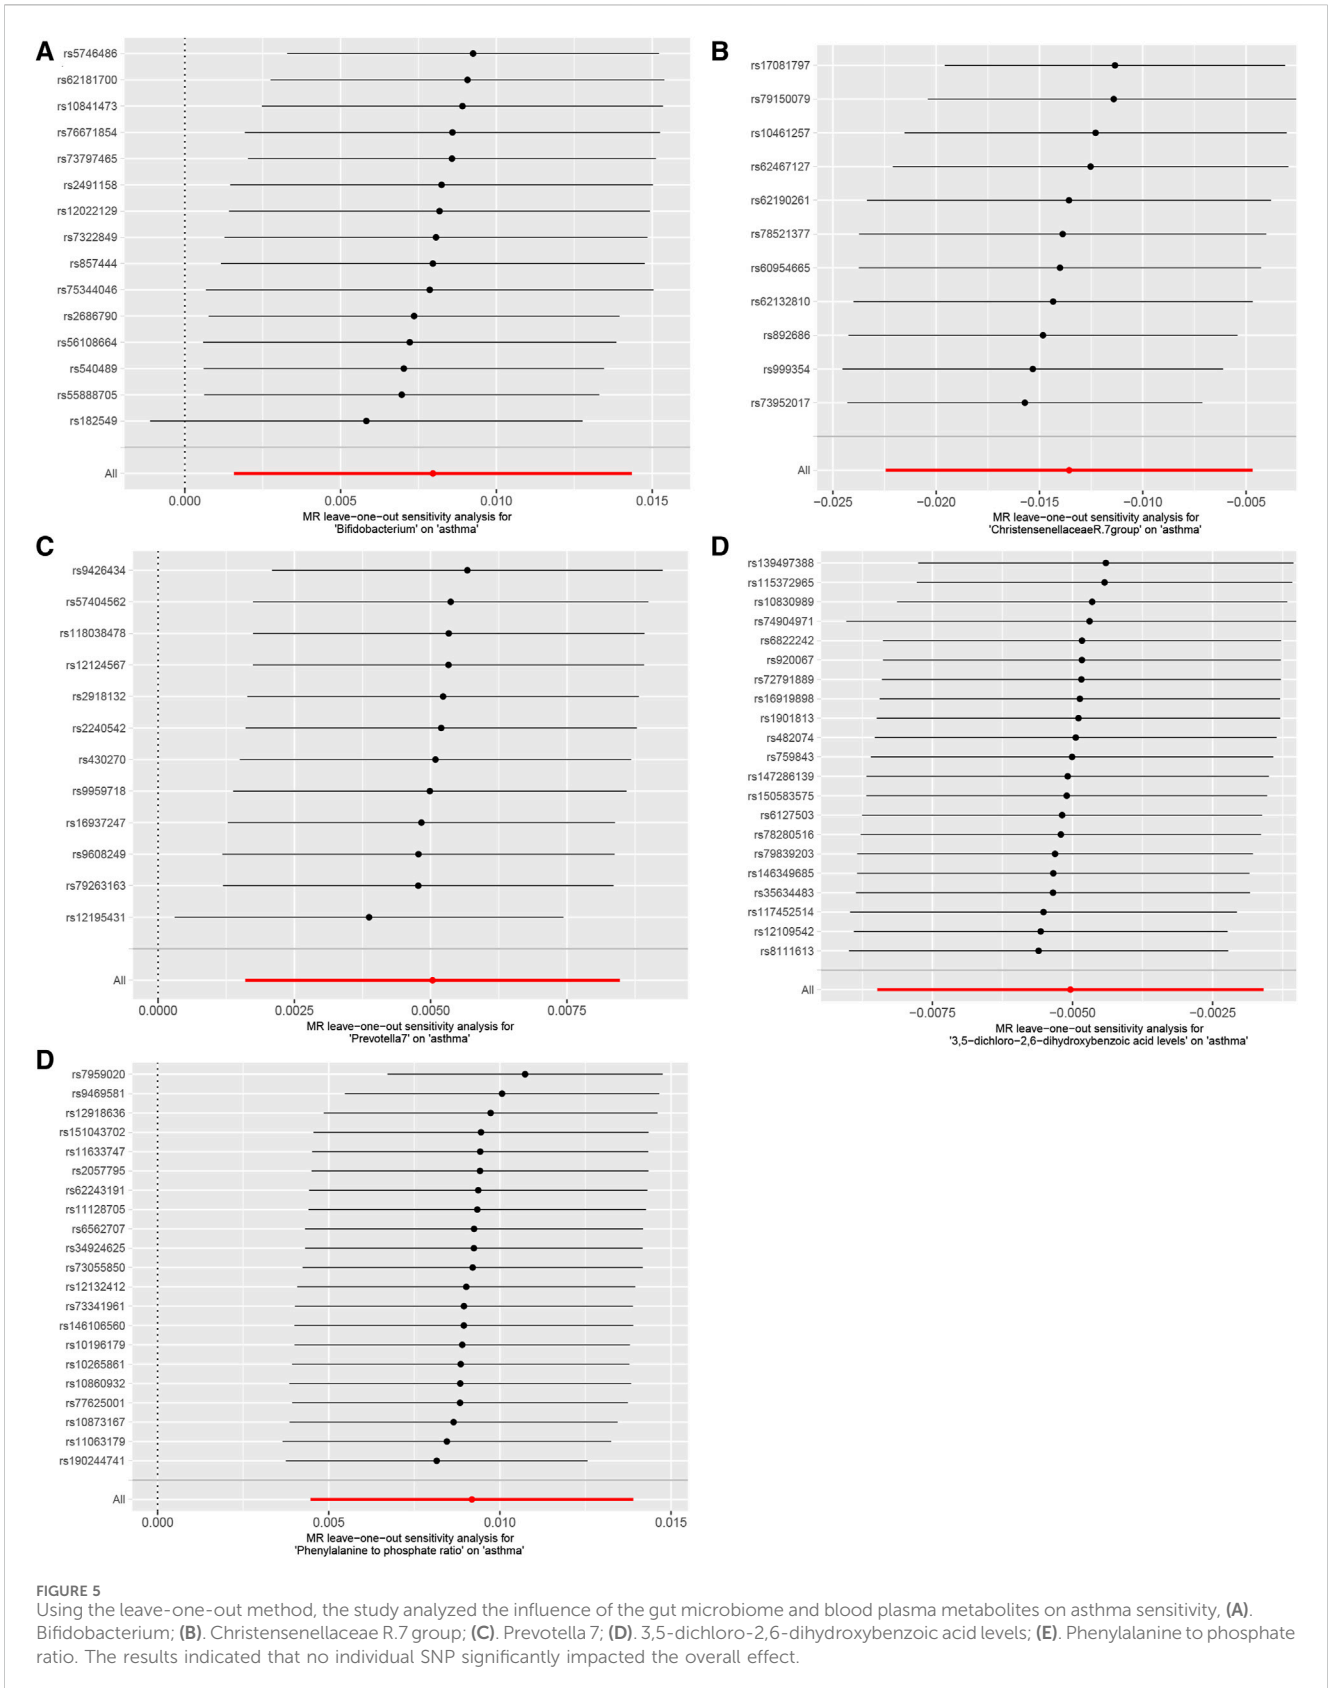 A
rs5746486
rs62181700
rs10841473
rs76671854
rs73797465
rs2491158
rs12022129
rs7322849
rs857444
rs75344046
rs2686790
rs56108664
rs540489
rs55888705
rs182549
All
0.000 0.005 0.010 0.015
MR leave−one−out sensitivity analysis for
'Bifidobacterium' on 'asthma'
B
rs17081797
rs79150079
rs10461257
rs62467127
rs62190261
rs78521377
rs60954665
rs62132810
rs892686
rs999354
rs73952017
All
−0.025 −0.020 −0.015 −0.010 −0.005
MR leave−one−out sensitivity analysis for
'ChristensenellaceaeR.7group' on 'asthma'
C
rs9426434
rs57404562
rs118038478
rs12124567
rs2918132
rs2240542
rs430270
rs9959718
rs16937247
rs9608249
rs79263163
rs12195431
All
0.0000 0.0025 0.0050 0.0075
MR leave−one−out sensitivity analysis for
'Prevotella7' on 'asthma'
D
rs139497388
rs115372965
rs10830989
rs74904971
rs6822242
rs920067
rs72791889
rs16919898
rs1901813
rs482074
rs759843
rs147286139
rs150583575
rs6127503
rs78280516
rs79839203
rs146349685
rs35634483
rs117452514
rs12109542
rs8111613
All
−0.0075 −0.0050 −0.0025
MR leave−one−out sensitivity analysis for
'3,5−dichloro−2,6−dihydroxybenzoic acid levels' on 'asthma'
D
rs7959020
rs9469581
rs12918636
rs151043702
rs11633747
rs2057795
rs62243191
rs11128705
rs6562707
rs34924625
rs73055850
rs12132412
rs73341961
rs146106560
rs10196179
rs10265861
rs10860932
rs77625001
rs10873167
rs11063179
rs190244741
All
0.000 0.005 0.010 0.015
MR leave−one−out sensitivity analysis for
'Phenylalanine to phosphate ratio' on 'asthma'
FIGURE 5
Using the leave-one-out method, the study analyzed the influence of the gut microbiome and blood plasma metabolites on asthma sensitivity, (A).
Bifidobacterium; (B). Christensenellaceae R.7 group; (C). Prevotella 7; (D). 3,5-dichloro-2,6-dihydroxybenzoic acid levels; (E). Phenylalanine to phosphate
ratio. The results indicated that no individual SNP significantly impacted the overall effect.